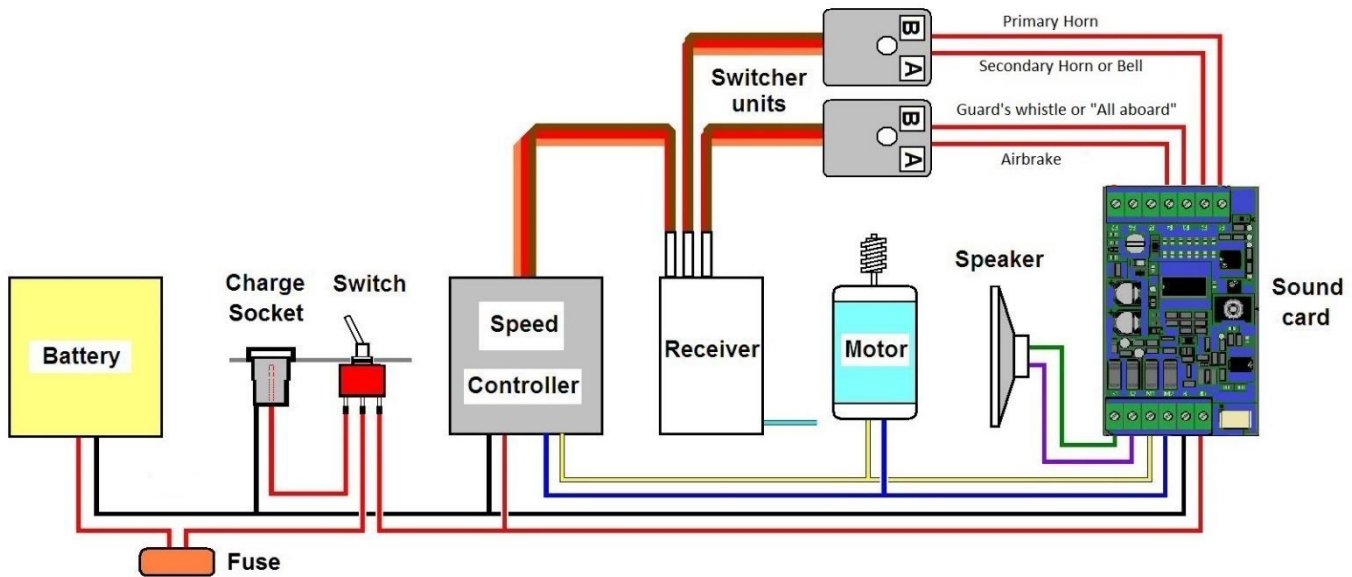 Primary Horn
B
A
Secondary Horn or Bell
Switcher
units
Guard's whistle or "All aboard"
B
A
Airbrake
Charge
Socket
Switch
Speaker
Sound
card
Battery
Speed
Controller
Receiver
Motor
Fuse